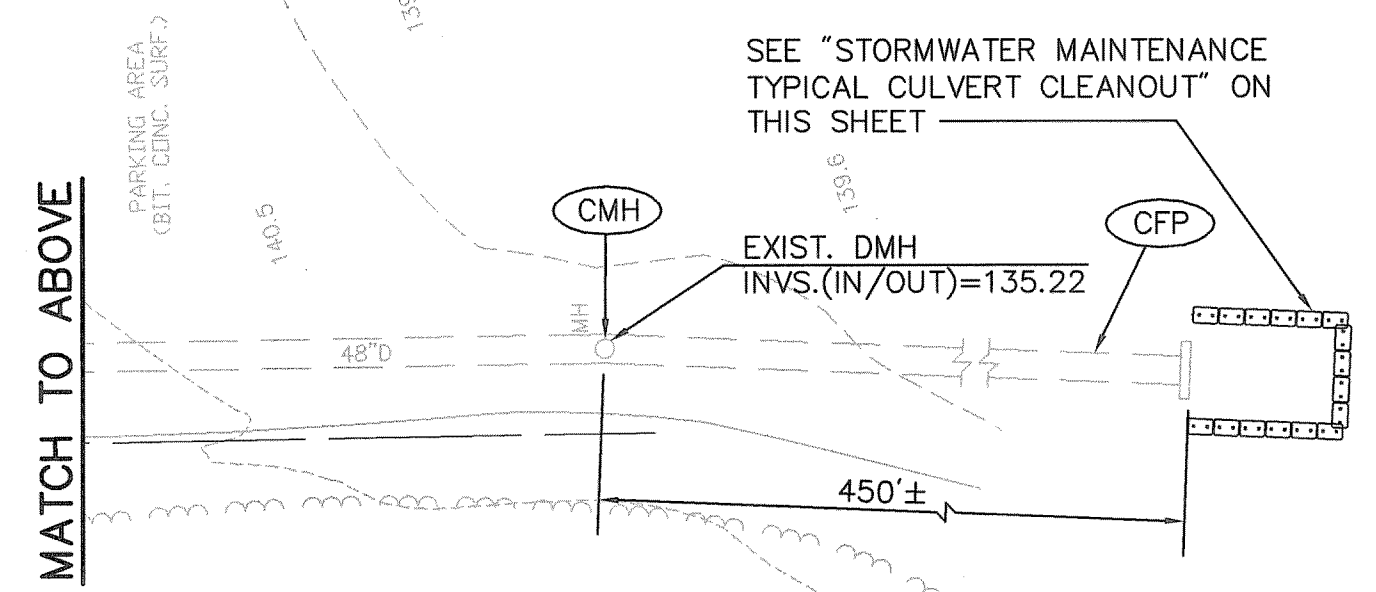 SEE "STORMWATER MAINTENANCE
TYPICAL CULVERT CLEANOUT" ON
THIS SHEET
PARKING AREA
(BIT. CONC. SURF.)
139.6
140.5
CMH
CFP
EXIST. DMH
INVS.(IN/OUT)=135.22
MH
48"D
450'±
MATCH TO ABOVE